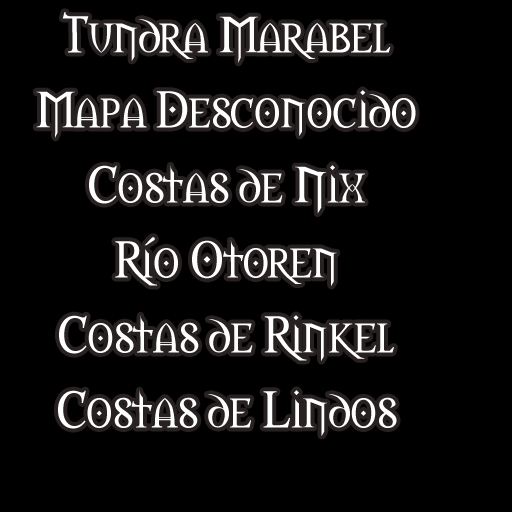 Tundra Marabel
Mapa Desconocido
Costas de Nix
Río Otoren
Costas de Rinkel
Costas de Lindos